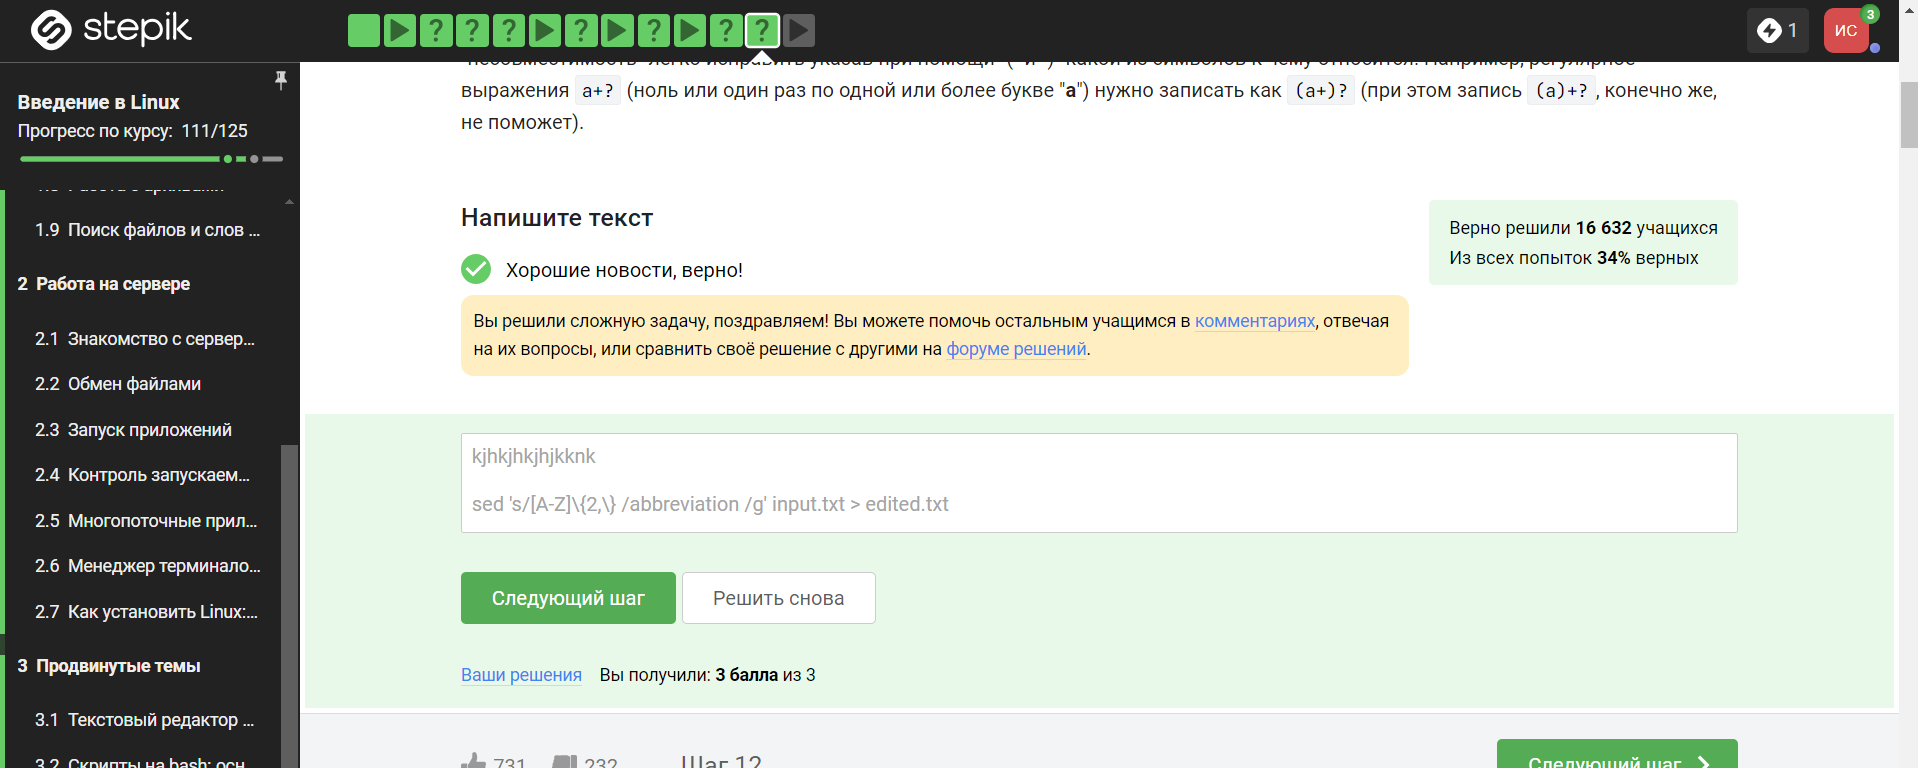 stepik
? ? ? ? ? ? ?
1
ИС
3
Введение в Linux
Прогресс по курсу: 111/125
1.9 Поиск файлов и слов ...
2 Работа на сервере
2.1 Знакомство с сервер...
2.2 Обмен файлами
2.3 Запуск приложений
2.4 Контроль запускаем...
2.5 Многопоточные прил...
2.6 Менеджер терминало...
2.7 Как установить Linux:...
3 Продвинутые темы
3.1 Текстовый редактор ...
3.2 Скрипты на bash: осн...
выражения a+? (ноль или один раз по одной или более букве "a") нужно записать как (a+)? (при этом запись (a)+? , конечно же,
не поможет).
Напишите текст
Хорошие новости, верно!
Верно решили 16 632 учащихся
Из всех попыток 34% верных
Вы решили сложную задачу, поздравляем! Вы можете помочь остальным учащимся в комментариях, отвечая
на их вопросы, или сравнить своё решение с другими на форуме решений.
kjhkjhkjhjkknk
sed 's/[A-Z]\{2,\} /abbreviation /g' input.txt > edited.txt
Следующий шаг
Решить снова
Ваши решения Вы получили: 3 балла из 3
731 232 Шаг 12
Следующий шаг